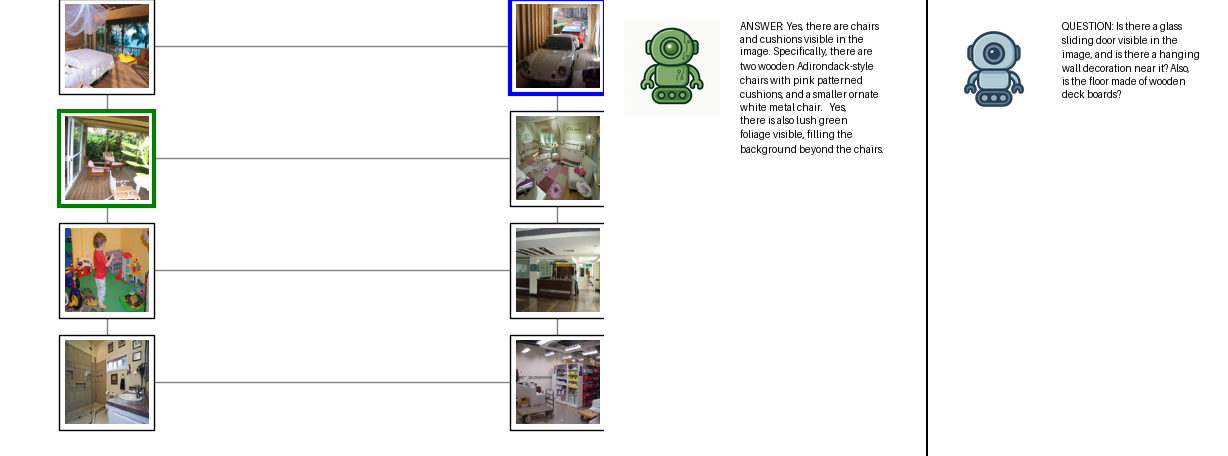 ANSWER: Yes, there are chairs
and cushions visible in the
image. Specifically, there are
two wooden Adirondack-style
chairs with pink patterned
cushions, and a smaller ornate
white metal chair.   Yes,
there is also lush green
foliage visible, filling the
background beyond the chairs.
QUESTION: Is there a glass
sliding door visible in the
image, and is there a hanging
wall decoration near it? Also,
is the floor made of wooden
deck boards?